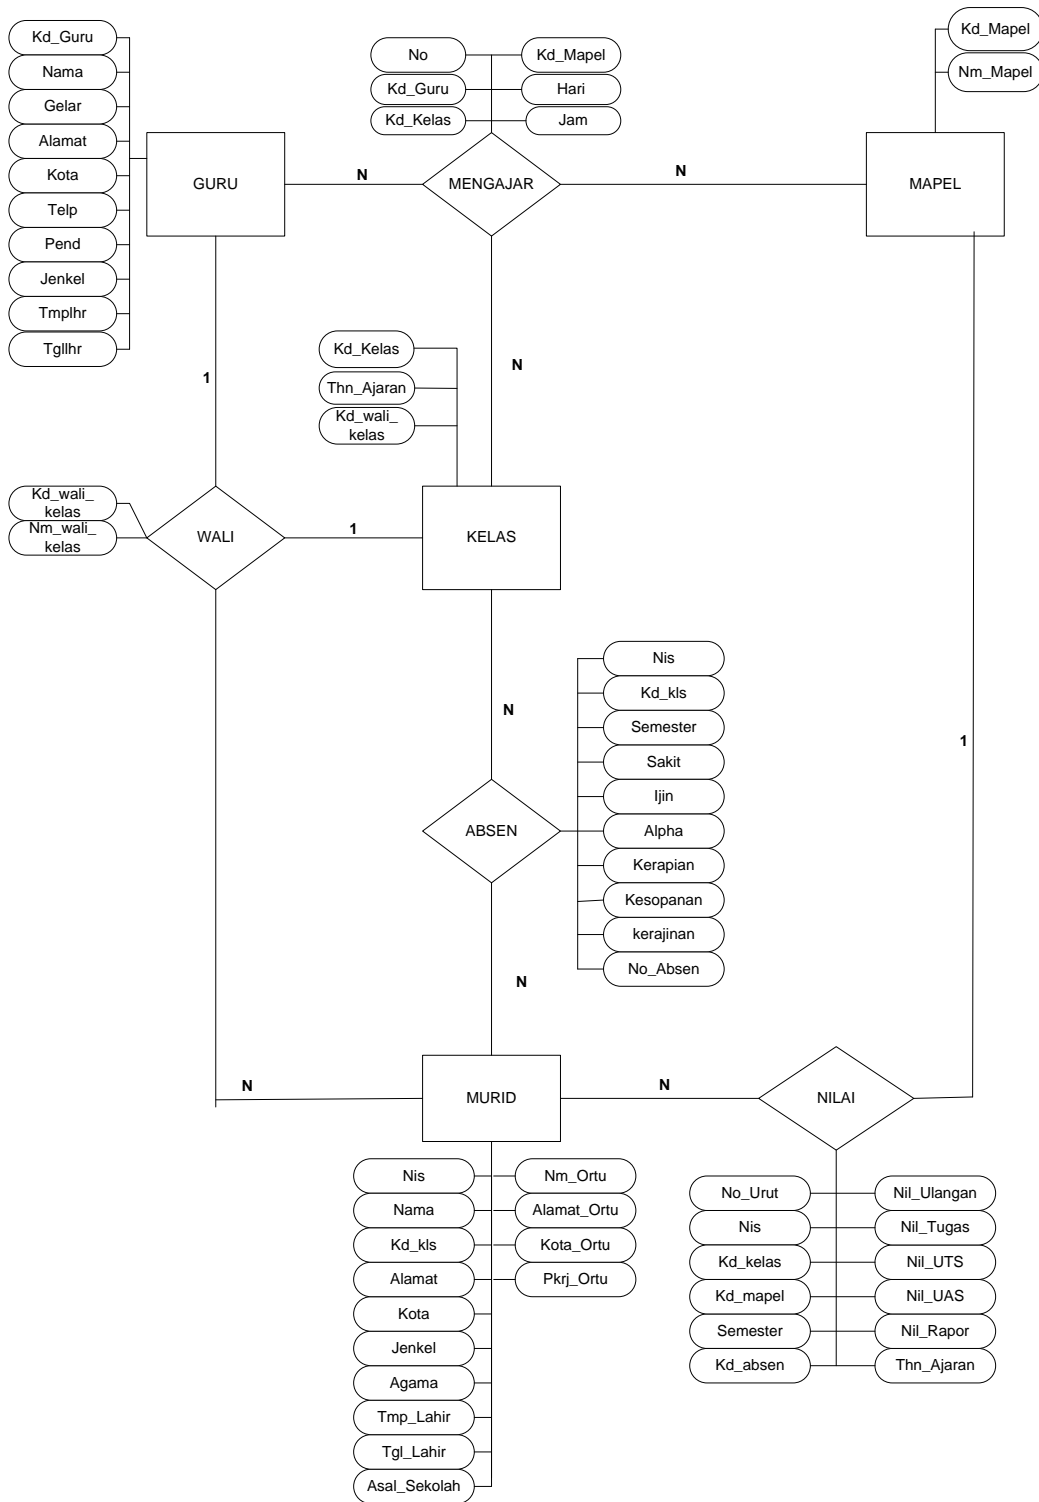 Kd_Guru
Nama
Gelar
Alamat
Kota
Telp
Pend
Jenkel
Tmplhr
Tgllhr
GURU
N
No
Kd_Mapel
Kd_Guru
Hari
Kd_Kelas
Jam
MENGAJAR
N
Kd_Mapel
Nm_Mapel
MAPEL
1
N
Kd_Kelas
Thn_Ajaran
Kd_wali_
kelas
Kd_wali_
kelas
Nm_wali_
kelas
WALI
1
KELAS
N
Nis
Kd_kls
Semester
Sakit
Ijin
Alpha
Kerapian
Kesopanan
kerajinan
No_Absen
ABSEN
1
N
N
MURID
N
NILAI
Nis
Nm_Ortu
Nama
Alamat_Ortu
Kd_kls
Kota_Ortu
Alamat
Pkrj_Ortu
Kota
Jenkel
Agama
Tmp_Lahir
Tgl_Lahir
Asal_Sekolah
No_Urut
Nil_Ulangan
Nis
Nil_Tugas
Kd_kelas
Nil_UTS
Kd_mapel
Nil_UAS
Semester
Nil_Rapor
Kd_absen
Thn_Ajaran